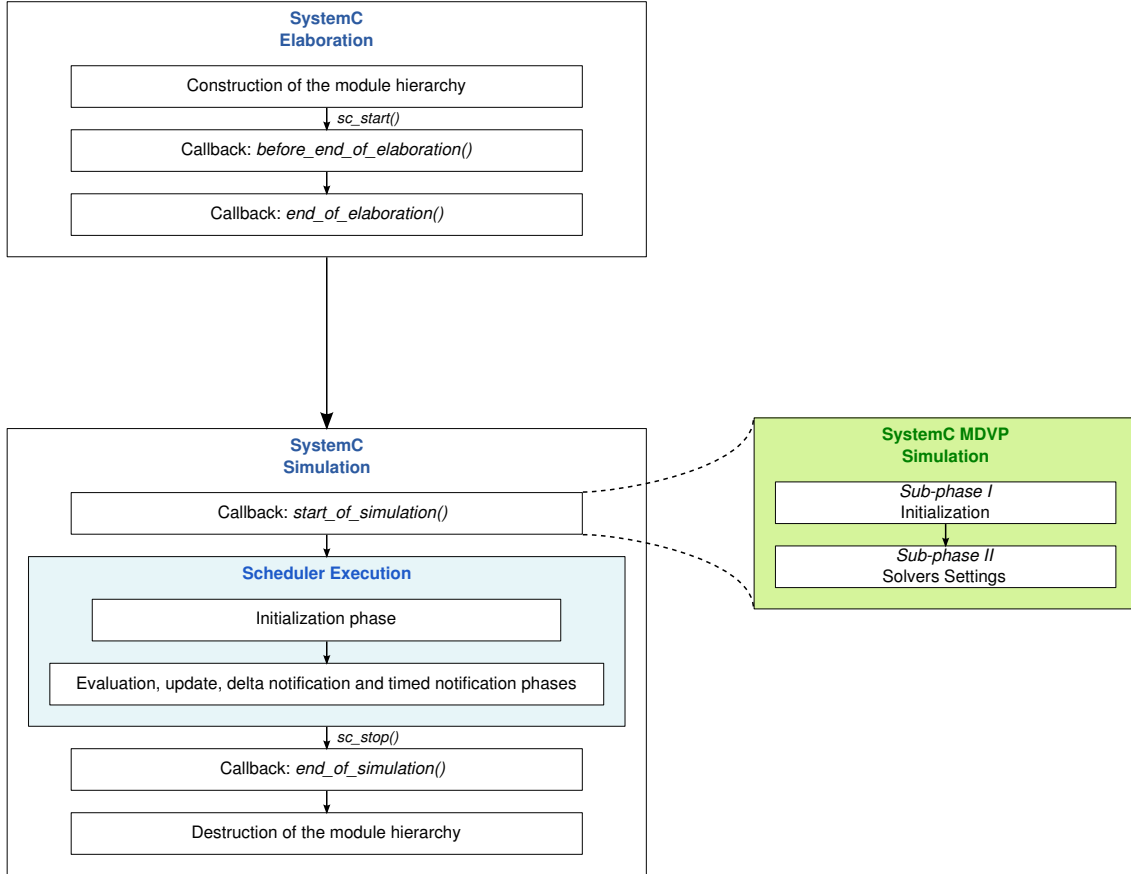 SystemC
Elaboration
Construction of the module hierarchy
sc_start()
Callback: before_end_of_elaboration()
Callback: end_of_elaboration()
SystemC
Simulation
Callback: start_of_simulation()
Scheduler Execution
Initialization phase
Evaluation, update, delta notification and timed notification phases
sc_stop()
Callback: end_of_simulation()
Destruction of the module hierarchy
SystemC MDVP
Simulation
Sub-phase I
Initialization
Sub-phase II
Solvers Settings